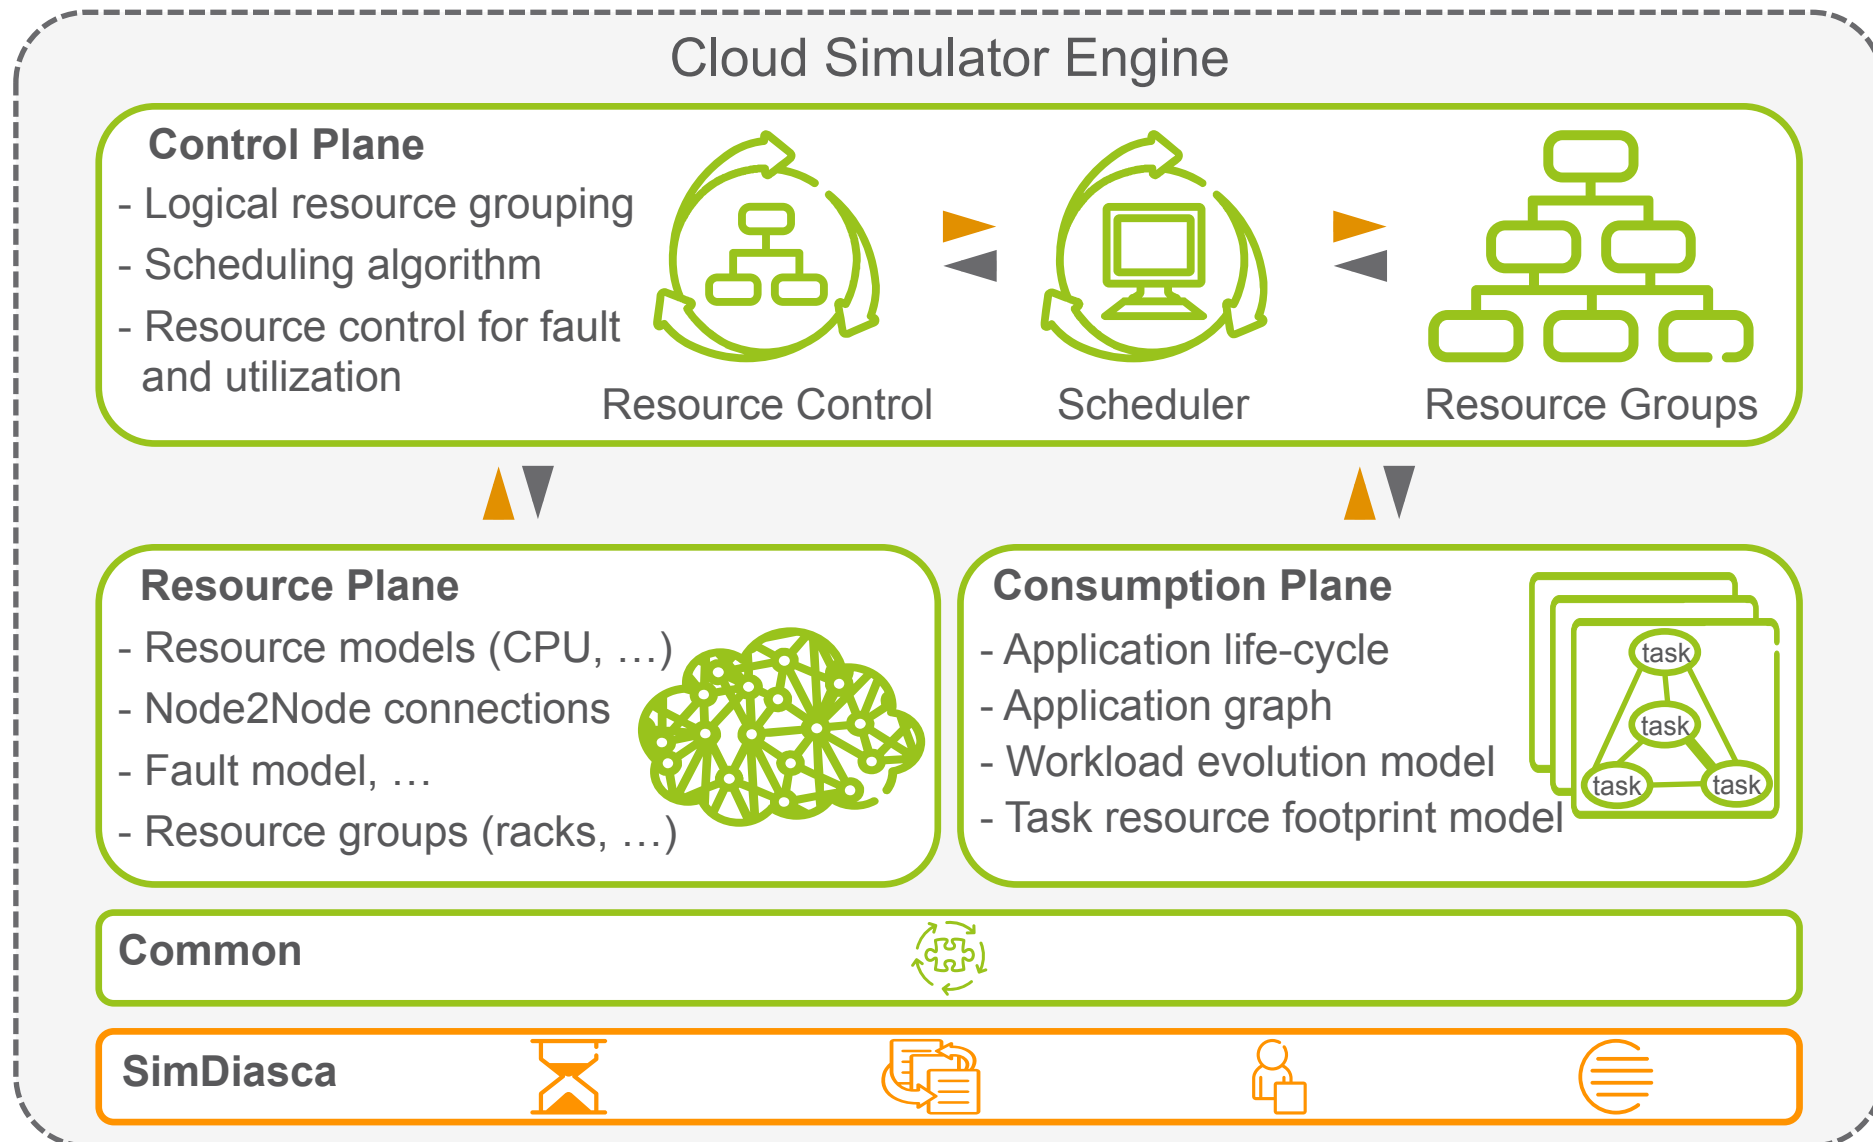 Cloud Simulator Engine
Control Plane
- Logical resource grouping
- Scheduling algorithm
- Resource control for fault
and utilization
Resource Control
Scheduler
Resource Groups
Resource Plane
- Resource models (CPU, …)
- Node2Node connections
- Fault model, …
- Resource groups (racks, …)
Consumption Plane
- Application life-cycle
- Application graph
- Workload evolution model
- Task resource footprint model
task
task
task
task
Common
SimDiasca